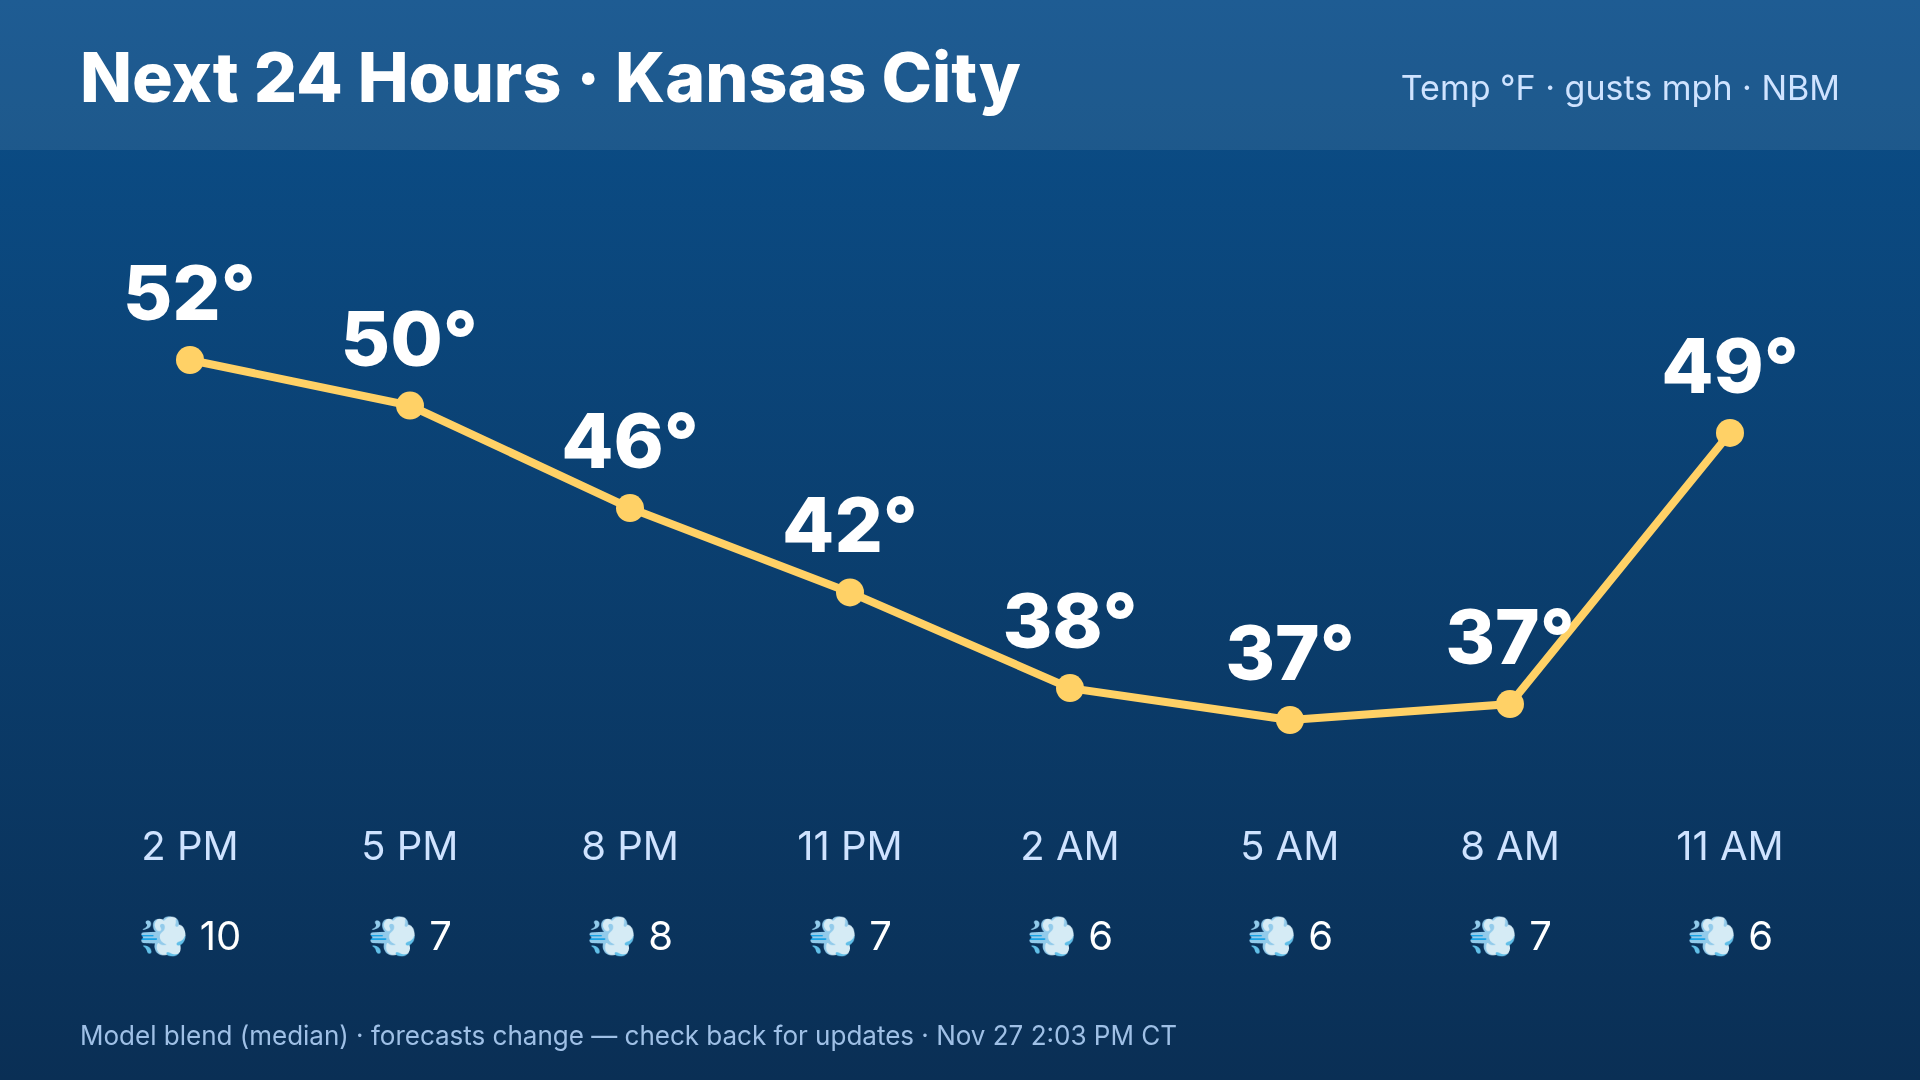 Next 24 Hours · Kansas City
Temp °F · gusts mph · NBM
52°
50°
46°
42°
38°
37°
37°
49°
2 PM
5 PM
8 PM
11 PM
2 AM
5 AM
8 AM
11 AM
💨 10
💨 7
💨 8
💨 7
💨 6
💨 6
💨 7
💨 6
Model blend (median) · forecasts change — check back for updates · Nov 27 2:03 PM CT